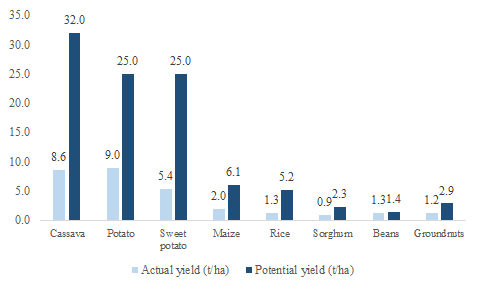 35.0
30.0
25.0
20.0
15.0
10.0
5.0
0.0
32.0
25.0
25.0
8.6
9.0
5.4
2.0
6.1
1.3
5.2
0.9
2.3
1.3
1.4
1.2
2.9
Cassava
Potato
Sweet
potato
Maize
Rice
Sorghum
Beans
Groundnuts
Actual yield (t/ha)
Potential yield (t/ha)